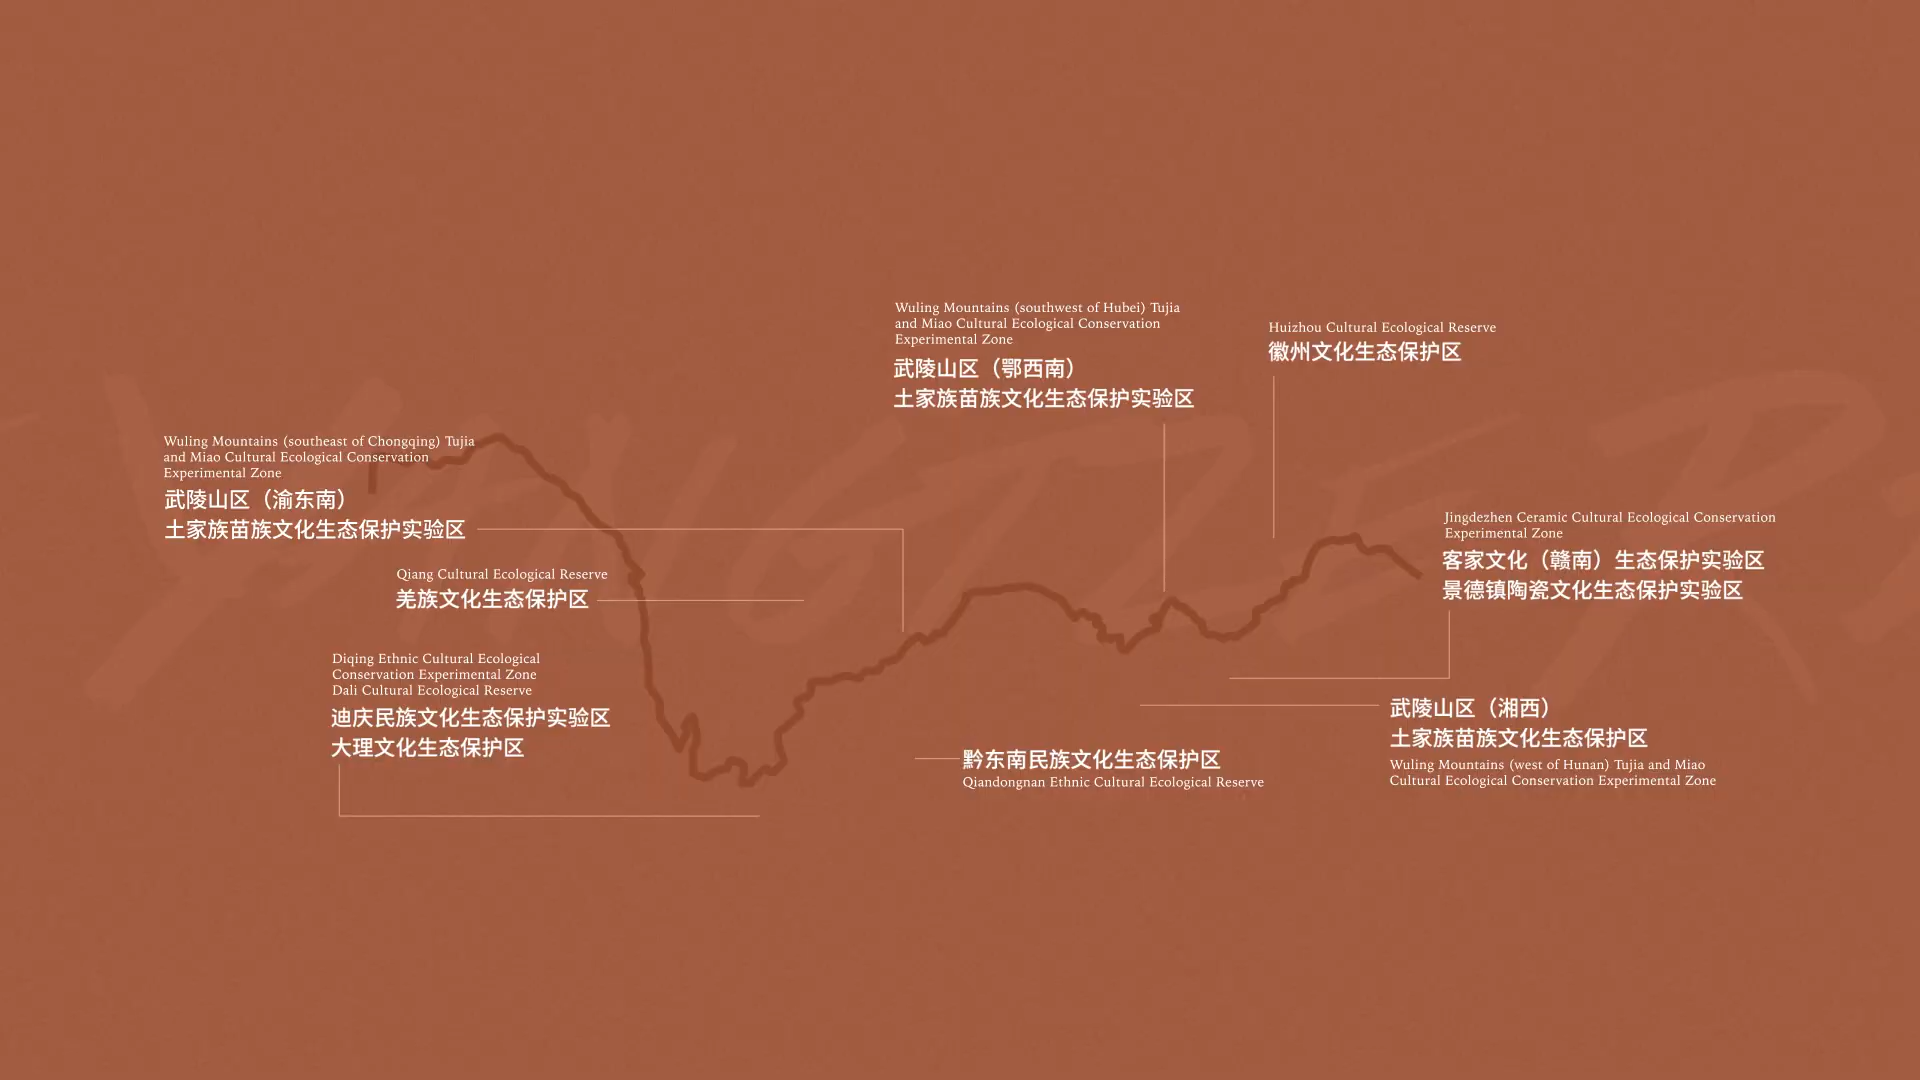 Wuling Mountains (southwest of Hubei) Tujia
and Miao Cultural Ecological Conservation
Experimental Zone
武陵山区（鄂西南）
土家族苗族文化生态保护实验区
Huizhou Cultural Ecological Reserve
徽州文化生态保护区
Wuling Mountains (southeast of Chongqing) Tujia
and Miao Cultural Ecological Conservation
Experimental Zone
武陵山区（渝东南）
土家族苗族文化生态保护实验区
Jingdezhen Ceramic Cultural Ecological Conservation
Experimental Zone
客家文化（赣南）生态保护实验区
景德镇陶瓷文化生态保护实验区
Qiang Cultural Ecological Reserve
羌族文化生态保护区
Diqing Ethnic Cultural Ecological
Conservation Experimental Zone
Dali Cultural Ecological Reserve
迪庆民族文化生态保护实验区
大理文化生态保护区
武陵山区（湘西）
土家族苗族文化生态保护区
Wuling Mountains (west of Hunan) Tujia and Miao
Cultural Ecological Conservation Experimental Zone
黔东南民族文化生态保护区
Qiandongnan Ethnic Cultural Ecological Reserve